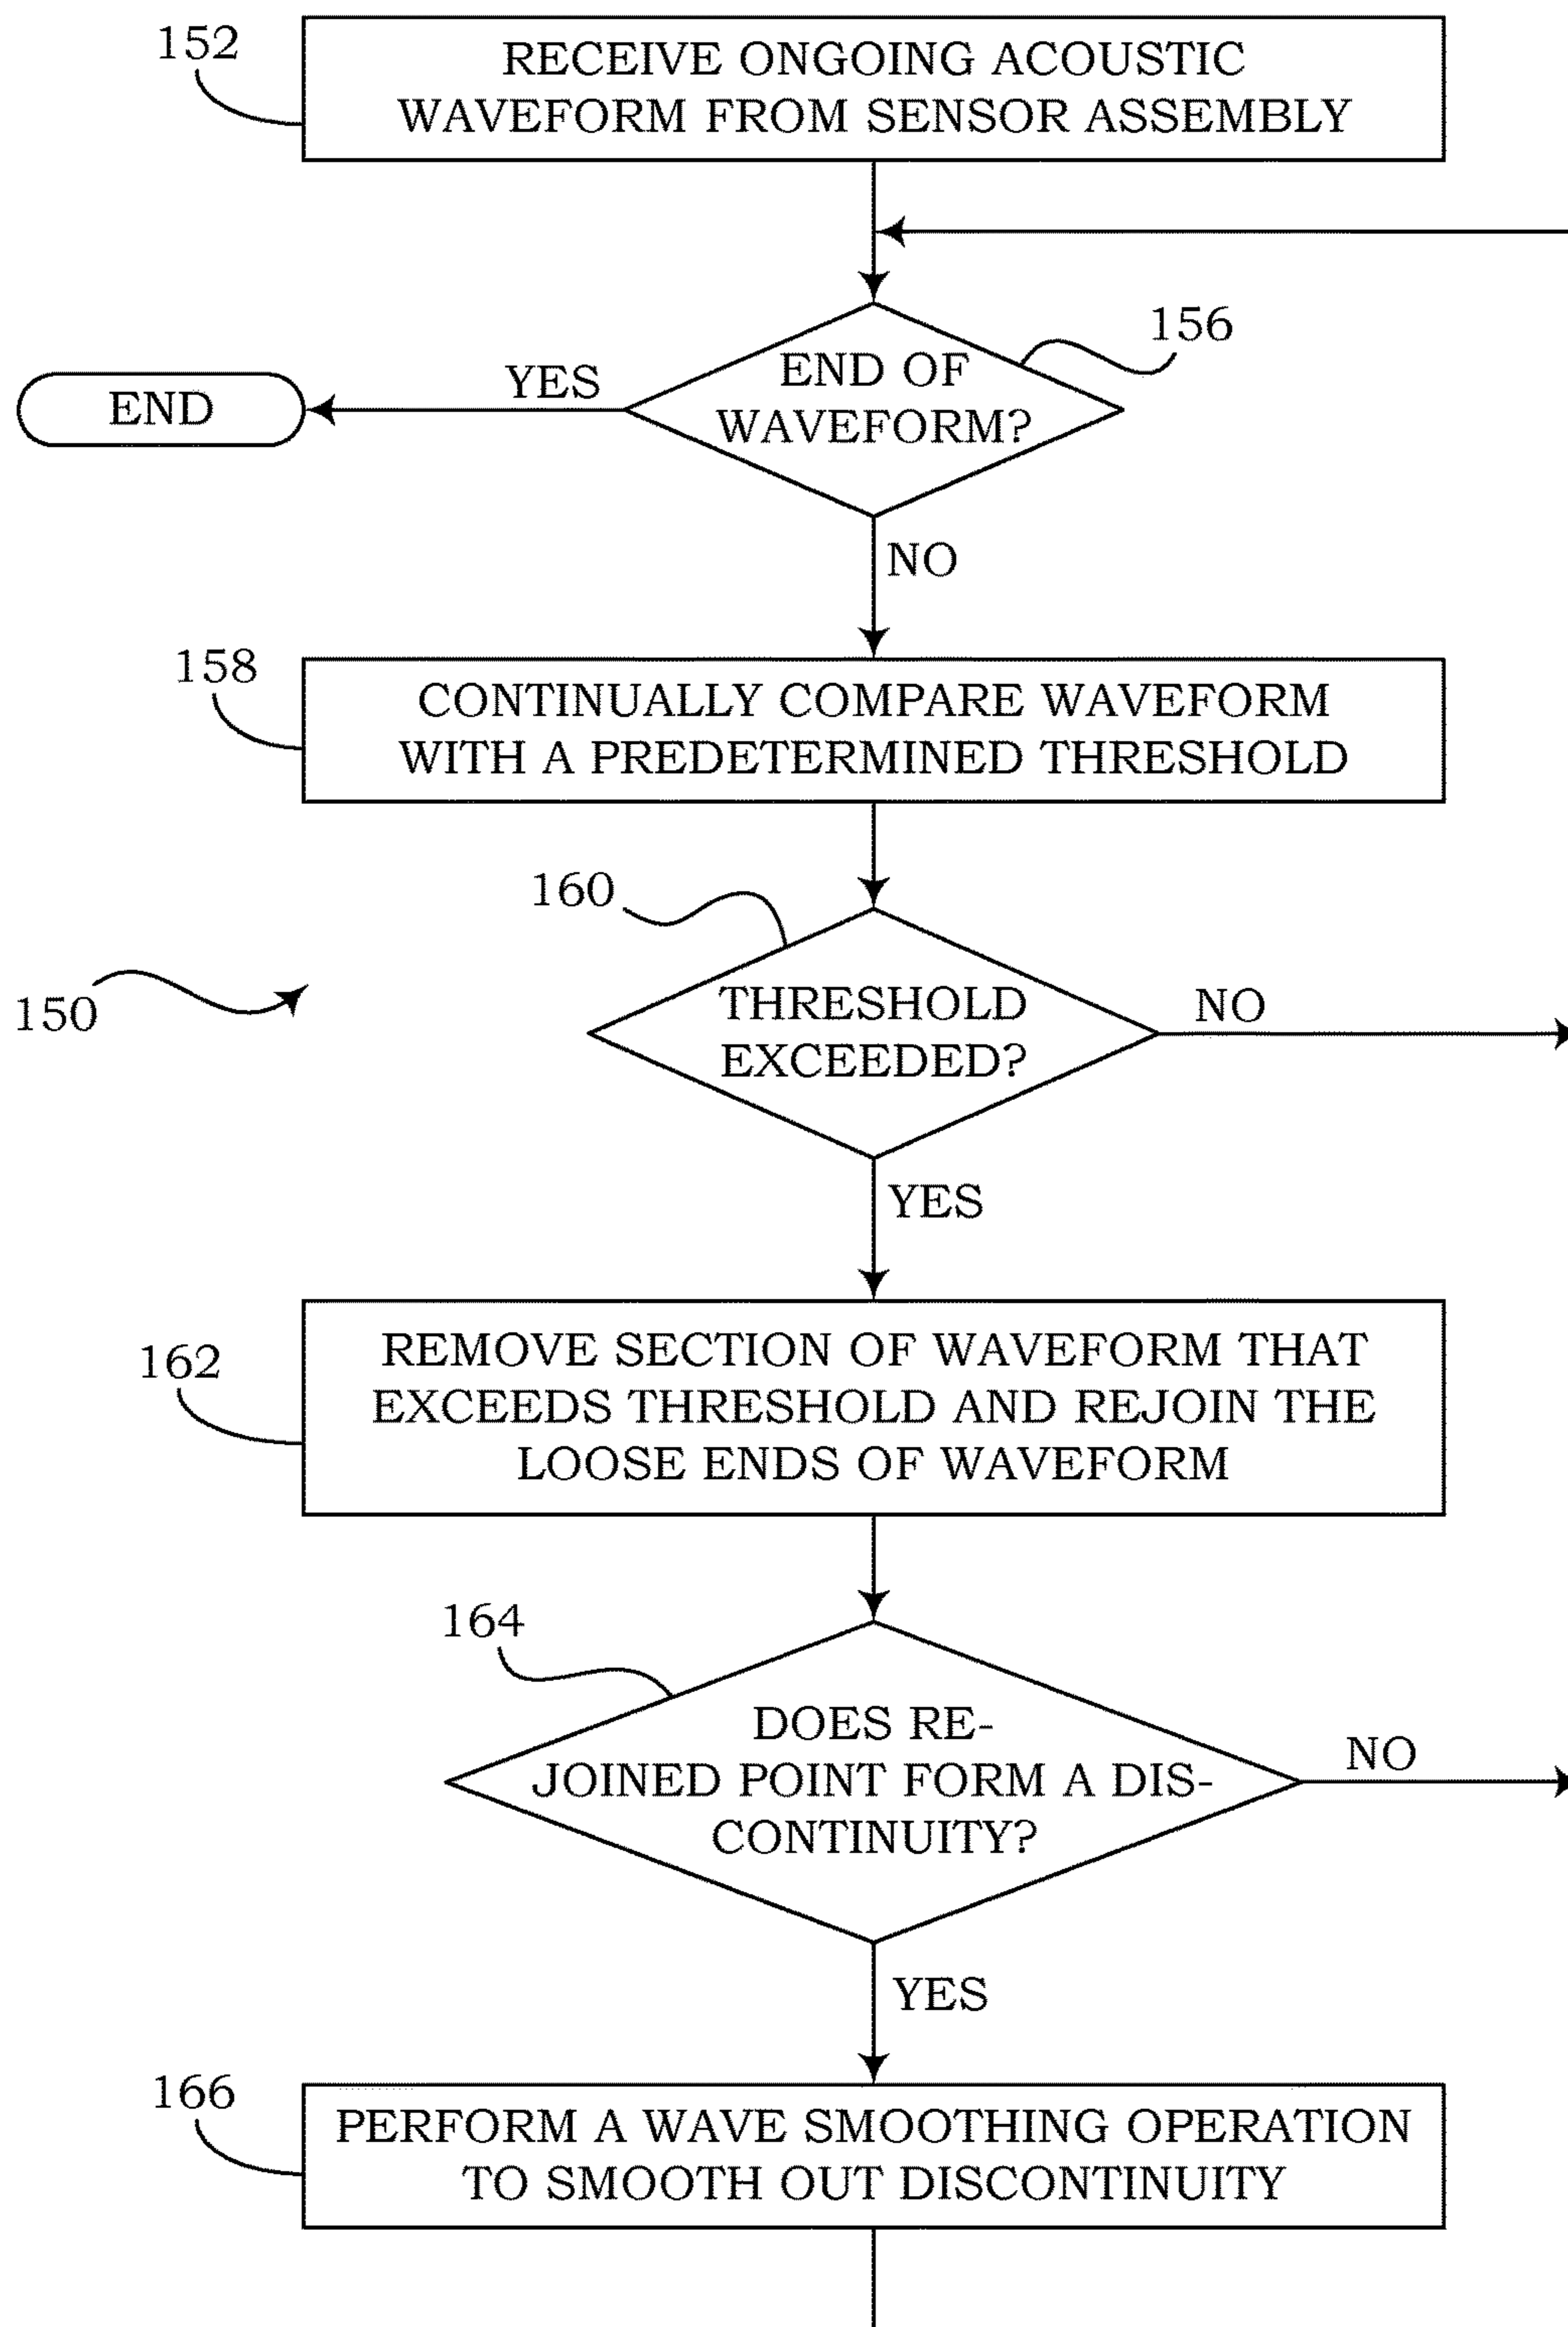 152
RECEIVE ONGOING ACOUSTIC
WAVEFORM FROM SENSOR ASSEMBLY
156
END OF
WAVEFORM?
YES
END
NO
158
CONTINUALLY COMPARE WAVEFORM
WITH A PREDETERMINED THRESHOLD
160
150
THRESHOLD
EXCEEDED?
NO
YES
162
REMOVE SECTION OF WAVEFORM THAT
EXCEEDS THRESHOLD AND REJOIN THE
LOOSE ENDS OF WAVEFORM
164
DOES RE-
JOINED POINT FORM A DIS-
CONTINUITY?
NO
YES
166
PERFORM A WAVE SMOOTHING OPERATION
TO SMOOTH OUT DISCONTINUITY